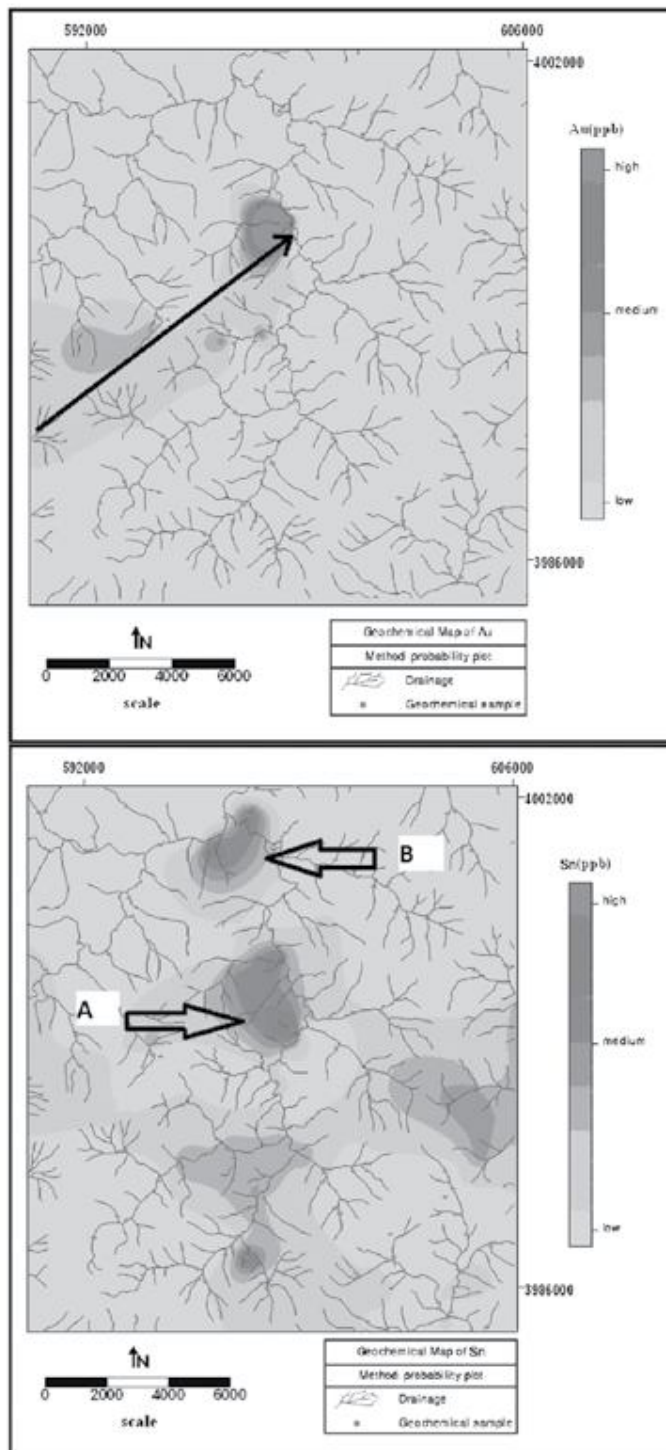 592000
606000
4002000
Au(ppb)
high
medium
low
3986000
N
0 2000 4000 6000
scale
Geochemical Map of Au
Method probability plot
Drainage
Geochemical sample
592000
606000
4002000
B
Sn(ppb)
high
A
medium
low
3986000
N
0 2000 4000 6000
scale
Geochemical Map of Sn
Method probability plot
Drainage
Geochemical sample